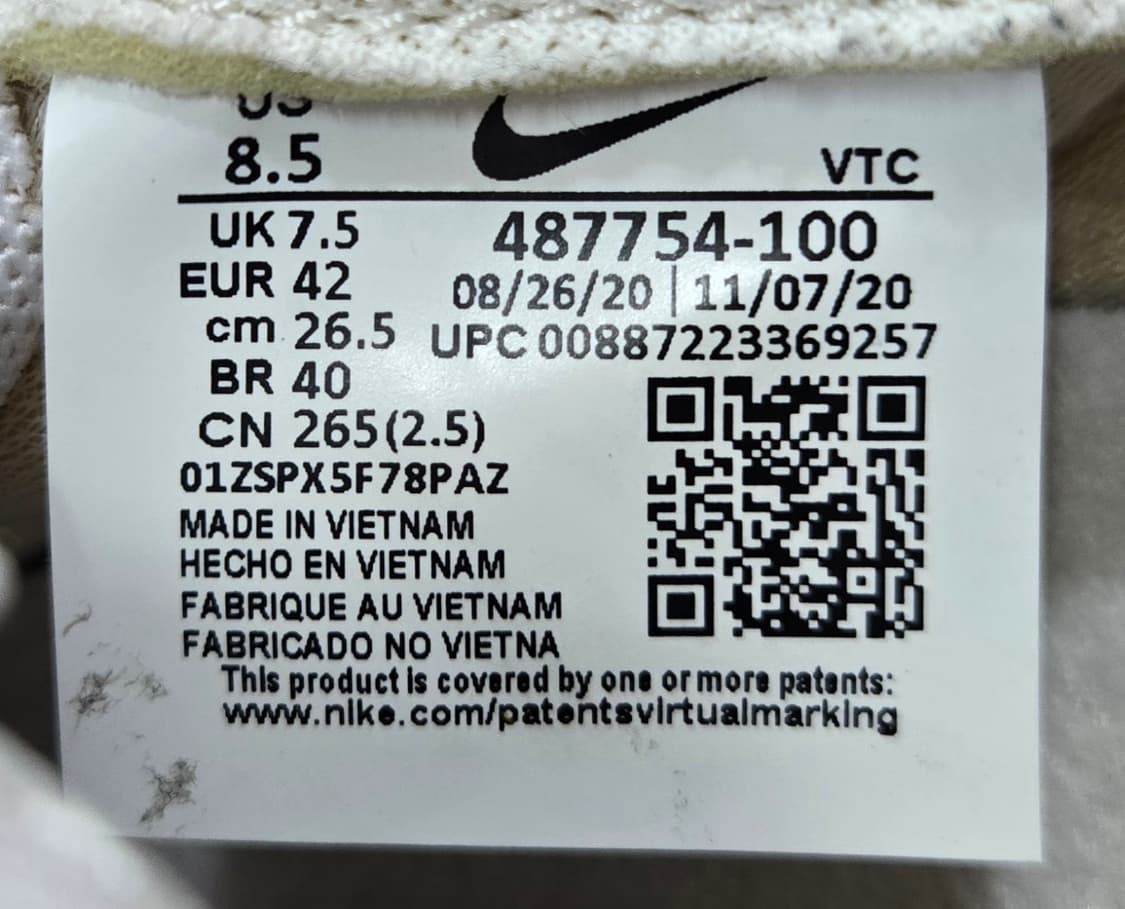 US
8.5
VTC
UK 7.5
487754-100
EUR 42
08/26/20 | 11/07/20
cm 26.5
UPC 00887223369257
BR 40
CN 265(2.5)
01ZSPX5F78PAZ
MADE IN VIETNAM
HECHO EN VIETNAM
FABRIQUE AU VIETNAM
FABRICADO NO VIETNA
This product is covered by one or more patents:
www.nike.com/patentsvirtualmarking